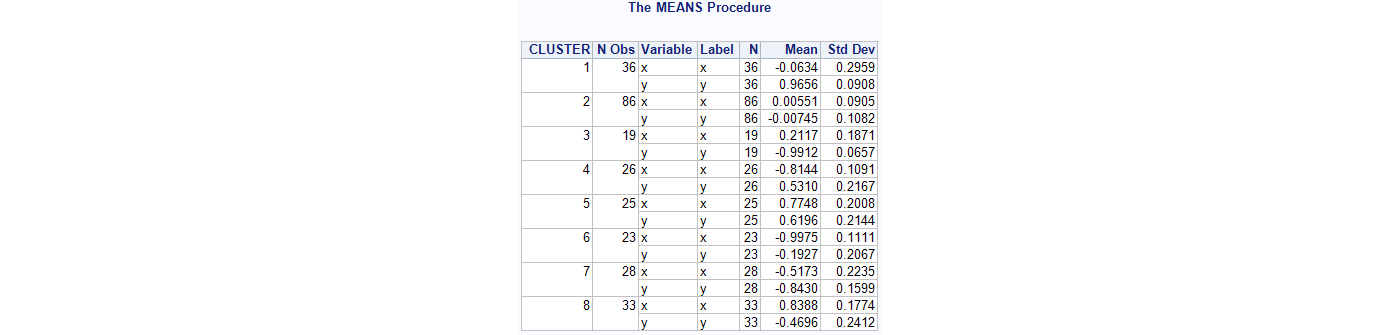 The MEANS Procedure
CLUSTER N Obs Variable Label N Mean Std Dev
1 36 x x 36 -0.0634 0.2959
y y 36 0.9656 0.0908
2 86 x x 86 0.00551 0.0905
y y 86 -0.00745 0.1082
3 19 x x 19 0.2117 0.1871
y y 19 -0.9912 0.0657
4 26 x x 26 -0.8144 0.1091
y y 26 0.5310 0.2167
5 25 x x 25 0.7748 0.2008
y y 25 0.6196 0.2144
6 23 x x 23 -0.9975 0.1111
y y 23 -0.1927 0.2067
7 28 x x 28 -0.5173 0.2235
y y 28 -0.8430 0.1599
8 33 x x 33 0.8388 0.1774
y y 33 -0.4696 0.2412